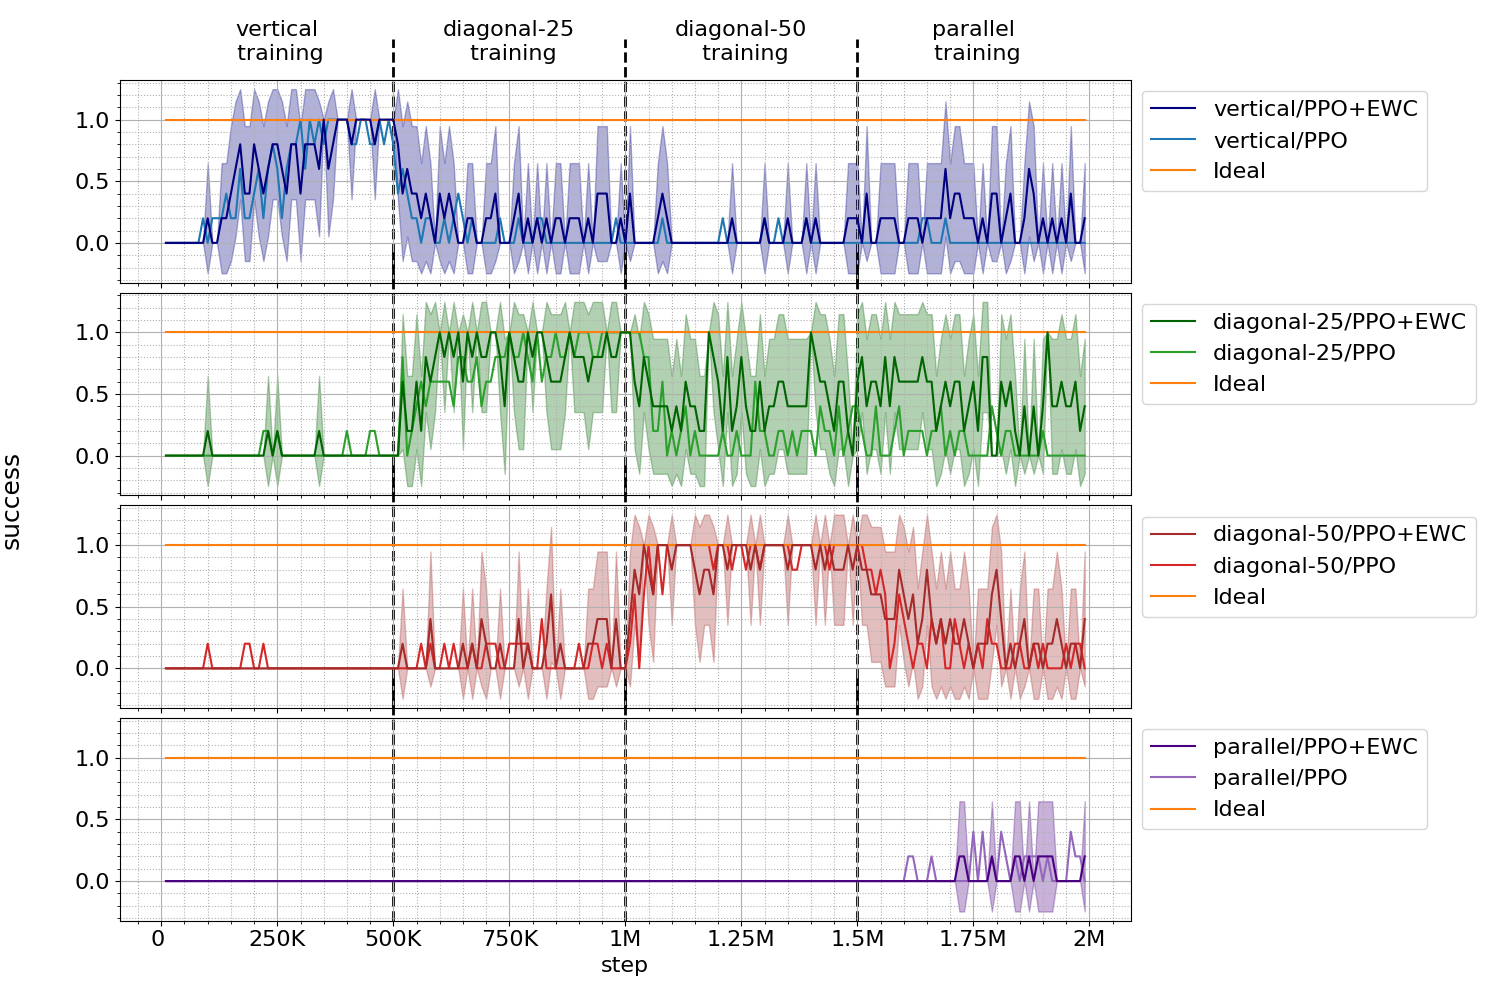 vertical
training
diagonal-25
training
diagonal-50
training
parallel
training
success
1.0
0.5
0.0
vertical/PPO+EWC
vertical/PPO
Ideal
1.0
0.5
0.0
diagonal-25/PPO+EWC
diagonal-25/PPO
Ideal
1.0
0.5
0.0
diagonal-50/PPO+EWC
diagonal-50/PPO
Ideal
1.0
0.5
0.0
parallel/PPO+EWC
parallel/PPO
Ideal
0 250K 500K 750K 1M 1.25M 1.5M 1.75M 2M
step